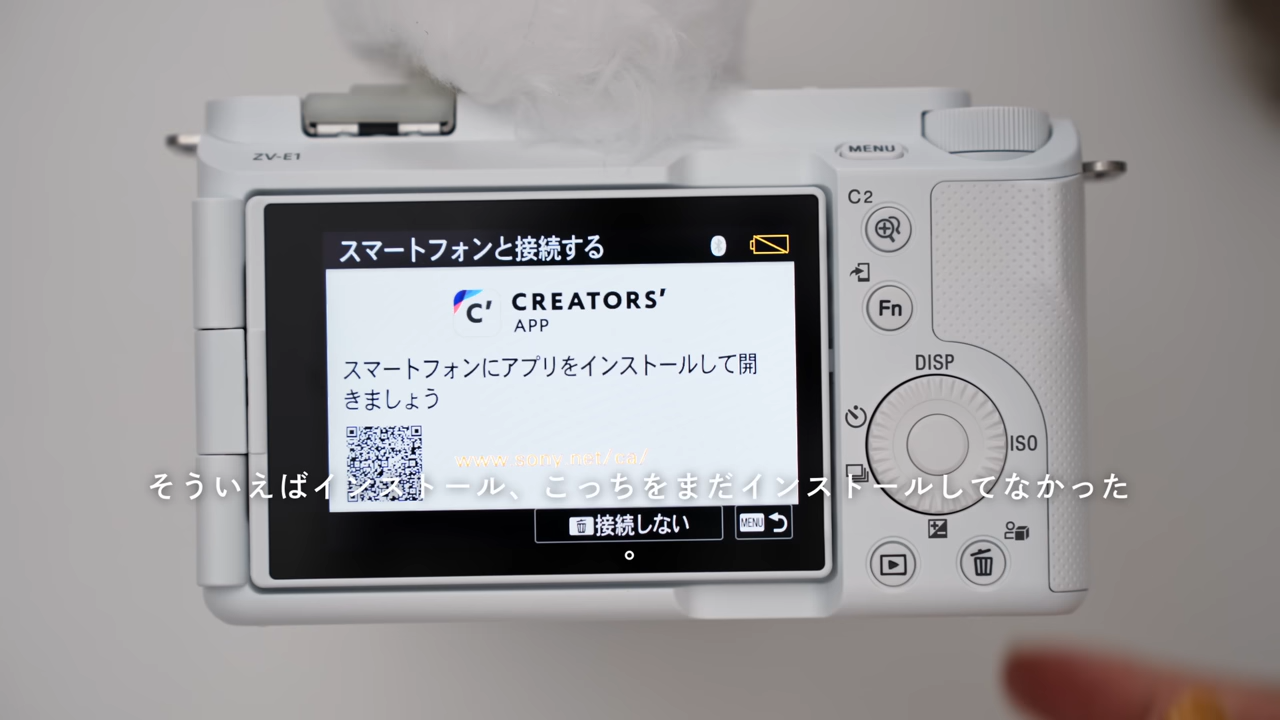 ZV-E1
MENU
C2
スマートフォンと接続する
C' CREATORS'
APP
スマートフォンにアプリをインストールして開
きましょう
www.sony.net/ca/
Fn
DISP
ISO
そういえばインストール、こっちをまだインストールしてなかった
接続しない
MENU